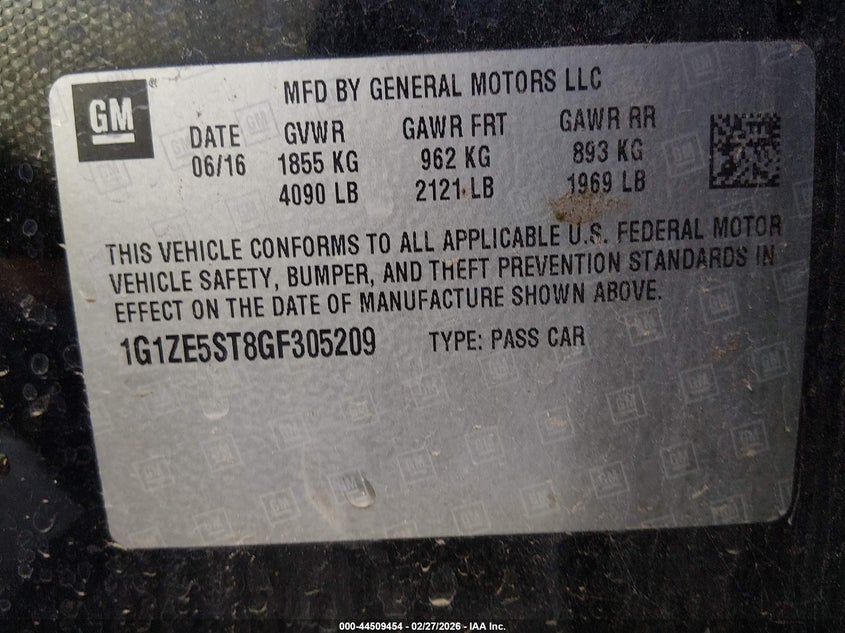 GM
MFD BY GENERAL MOTORS LLC
DATE GVWR GAWR FRT GAWR RR
06/16 1855 KG 962 KG 893 KG
4090 LB 2121 LB 1969 LB
THIS VEHICLE CONFORMS TO ALL APPLICABLE U.S. FEDERAL MOTOR
VEHICLE SAFETY, BUMPER, AND THEFT PREVENTION STANDARDS IN
EFFECT ON THE DATE OF MANUFACTURE SHOWN ABOVE.
1G1ZE5ST8GF305209 TYPE: PASS CAR
000-44509454 - 02/27/2026 - IAA Inc.